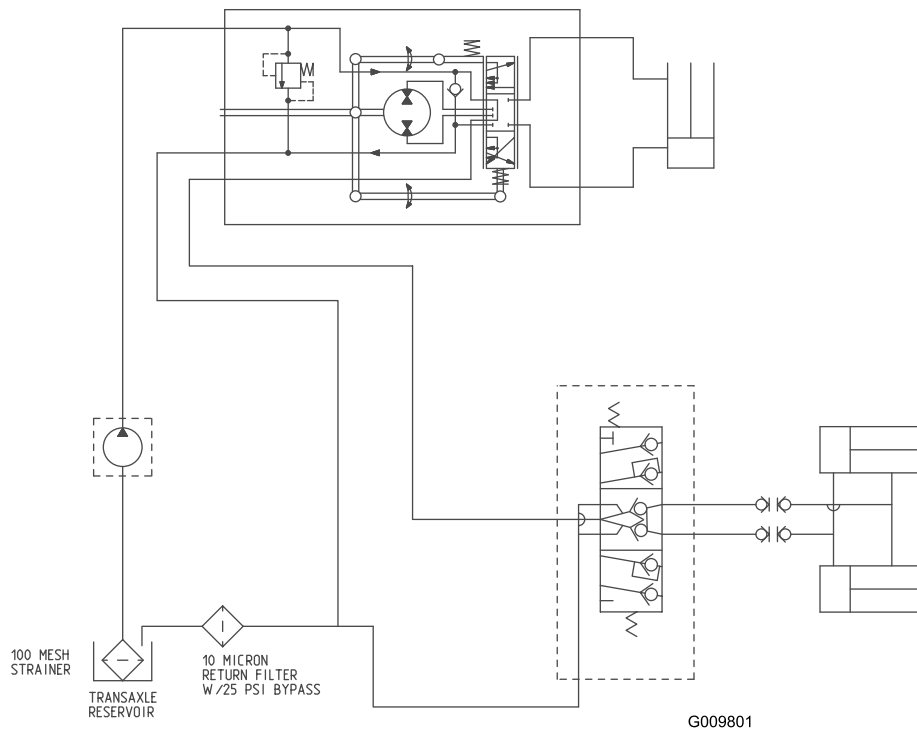 100 MESH
STRAINER
TRANSAXLE
RESERVOIR
10 MICRON
RETURN FILTER
W/25 PSI BYPASS
G009801